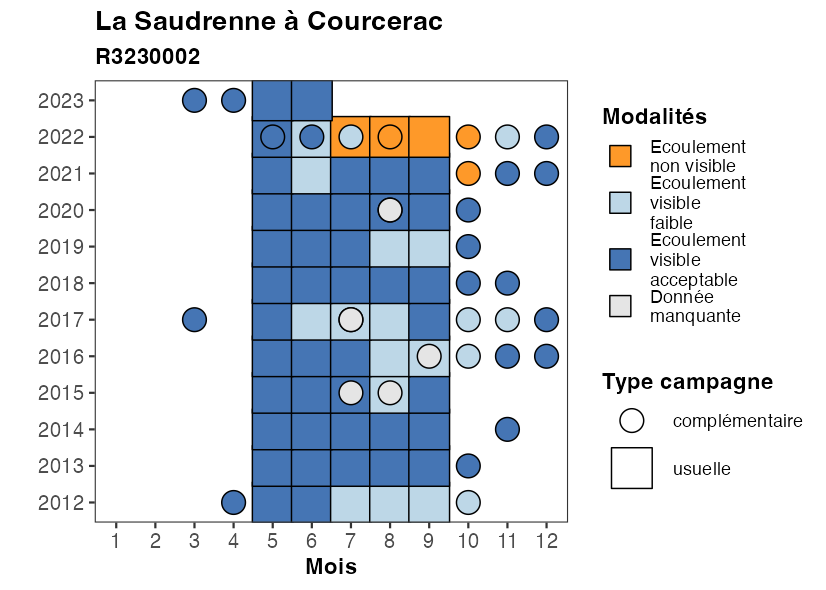 La Saudrenne à Courcerac
R3230002
2023
2022
2021
2020
2019
2018
2017
2016
2015
2014
2013
2012
1 2 3 4 5 6 7 8 9 10 11 12
Mois
Modalités
Ecoulement
non visible
Ecoulement
visible
faible
Ecoulement
visible
acceptable
Donnée
manquante
Type campagne
complémentaire
usuelle